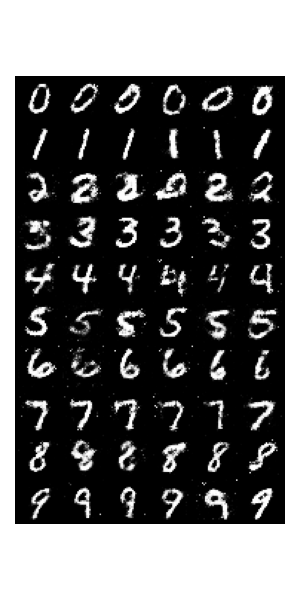 0 0 0 0 0 0
1 1 1 1 1 1
2 2 2 2 2 2
3 3 3 3 3 3
4 4 4 4 4 4
5 5 5 5 5 5
6 6 6 6 6 6
7 7 7 7 7 7
8 8 8 8 8 8
9 9 9 9 9 9